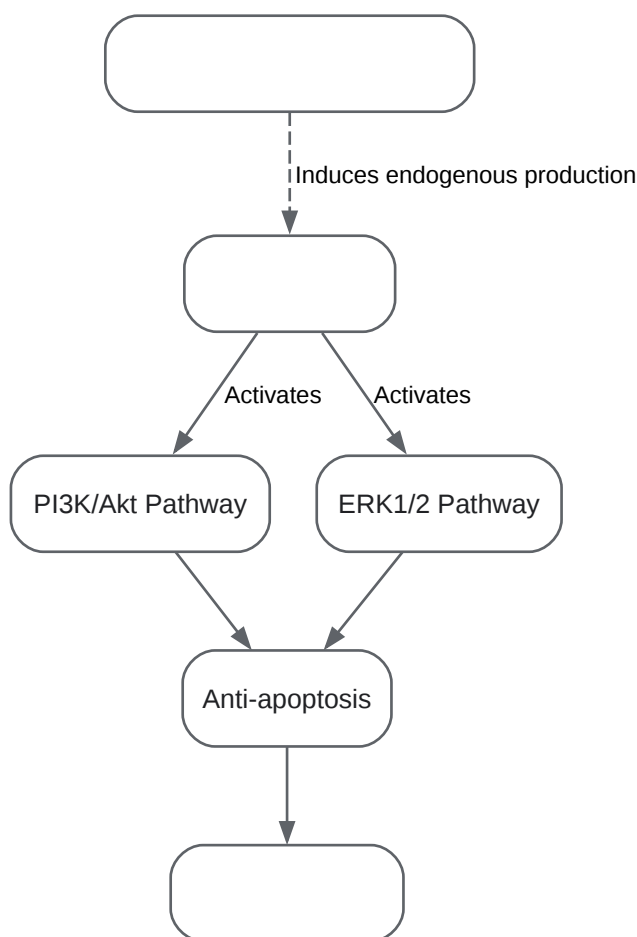 Induces endogenous production
Activates
Activates
PI3K/Akt Pathway
ERK1/2 Pathway
Anti-apoptosis